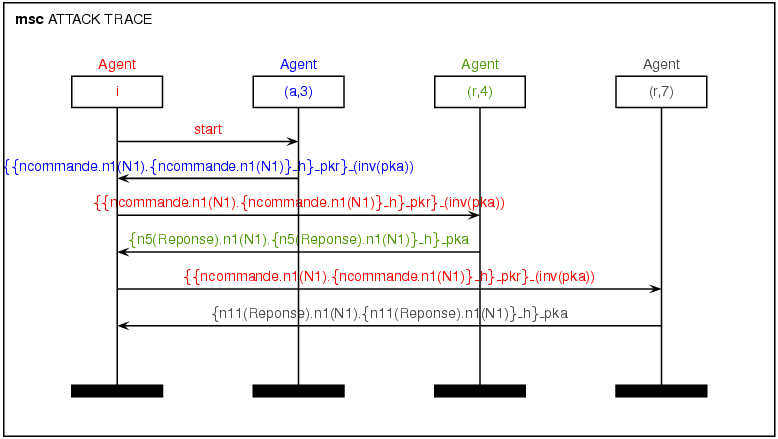 msc ATTACK TRACE
Agent Agent Agent Agent
i (a,3) (r,4) (r,7)
start
{{ncommande.n1(N1).{ncommande.n1(N1)}_h}_pkr}_(inv(pka))
{{ncommande.n1(N1).{ncommande.n1(N1)}_h}_pkr}_(inv(pka))
{n5(Reponse).n1(N1).{n5(Reponse).n1(N1)}_h}_pka
{{ncommande.n1(N1).{ncommande.n1(N1)}_h}_pkr}_(inv(pka))
{n11(Reponse).n1(N1).{n11(Reponse).n1(N1)}_h}_pka